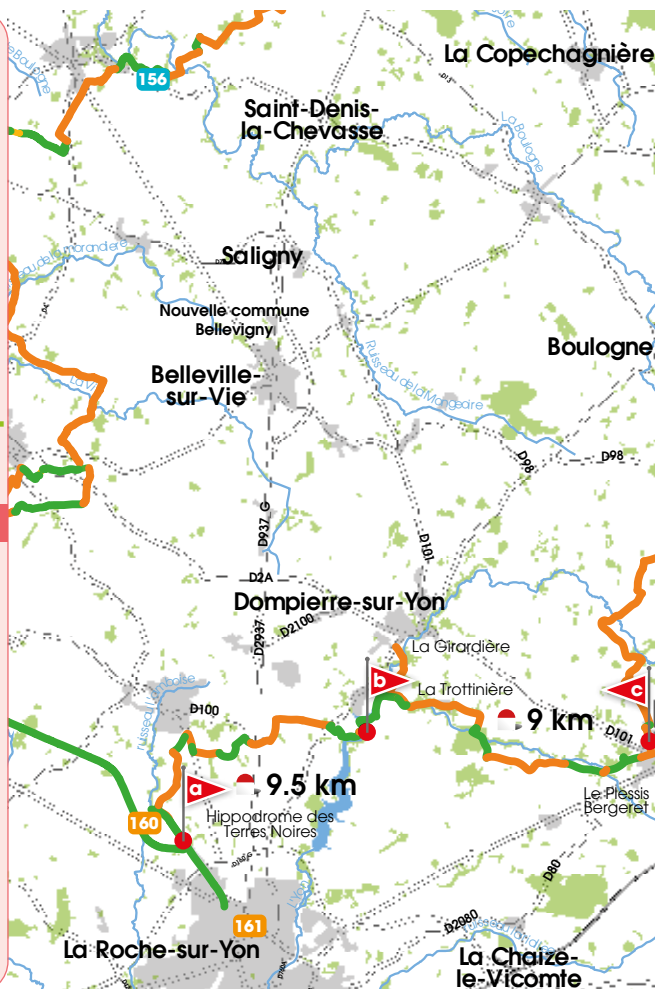 La Copechagnière
156
D13
Saint-Denis-
la-Chevasse
La Boulogne
Saligny
Nouvelle commune
Bellevigny
Boulogne
Belleville-
sur-Vie
Ruisseau de la Mangeoire
D98
D98
D937_G
D101
D2A
Dompierre-sur-Yon
D2100
D2937
La Girardière
b
La Trottinière
c
D100
9 km
D101
a
9.5 km
Le Plessis
Bergeret
Hippodrome des
Terres Noires
160
D80
161
D2080
La Roche-sur-Yon
La Chaize-
le-Vicomte